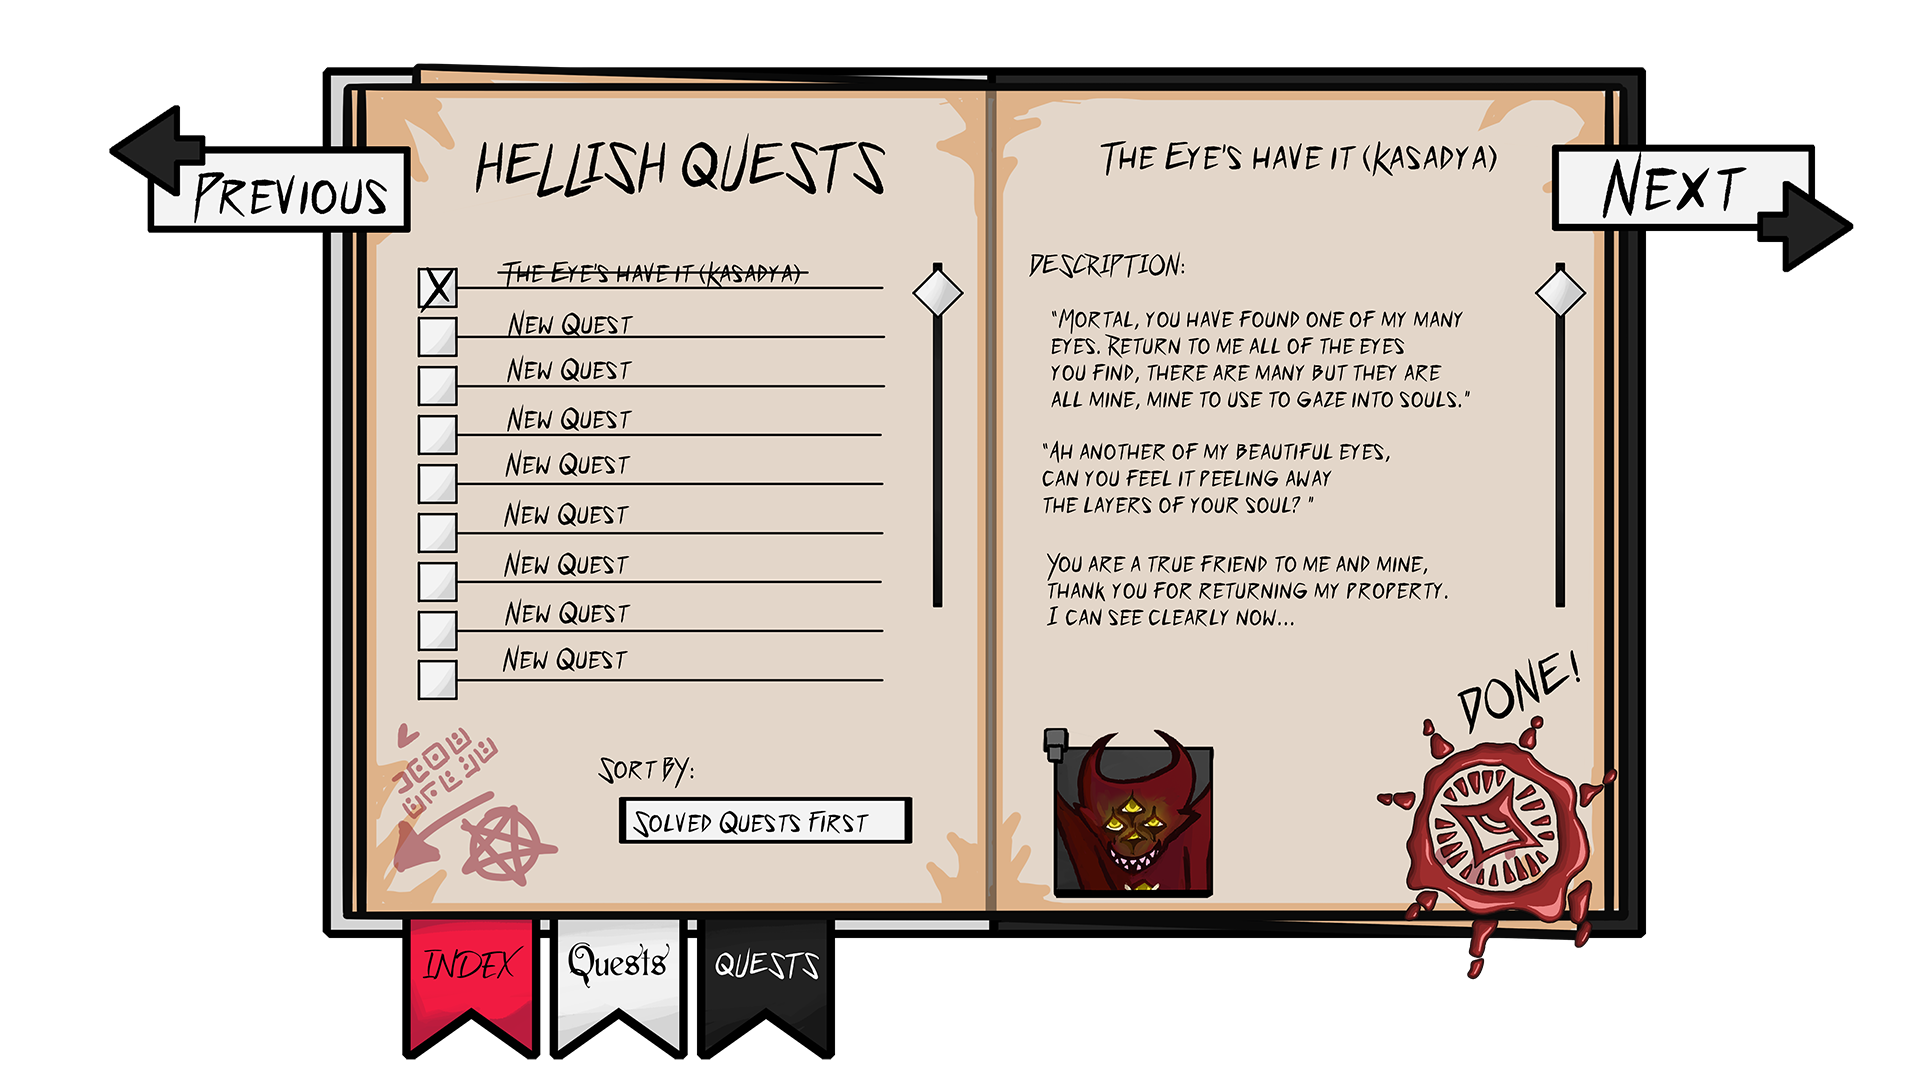 Previous
Hellish Quests
The Eye's have it (Kasadya)
New Quest
New Quest
New Quest
New Quest
New Quest
New Quest
New Quest
New Quest
Sort by:
Solved Quests First
The Eye's have it (Kasadya)
Next
Description:
"Mortal, you have found one of my many
eyes. Return to me all of the eyes
you find, there are many but they are
all mine, mine to use to gaze into souls."
"Ah another of my beautiful eyes,
can you feel it peeling away
the layers of your soul? "
You are a true friend to me and mine,
thank you for returning my property.
I can see clearly now...
DONE!
INDEX
Quests
QUESTS